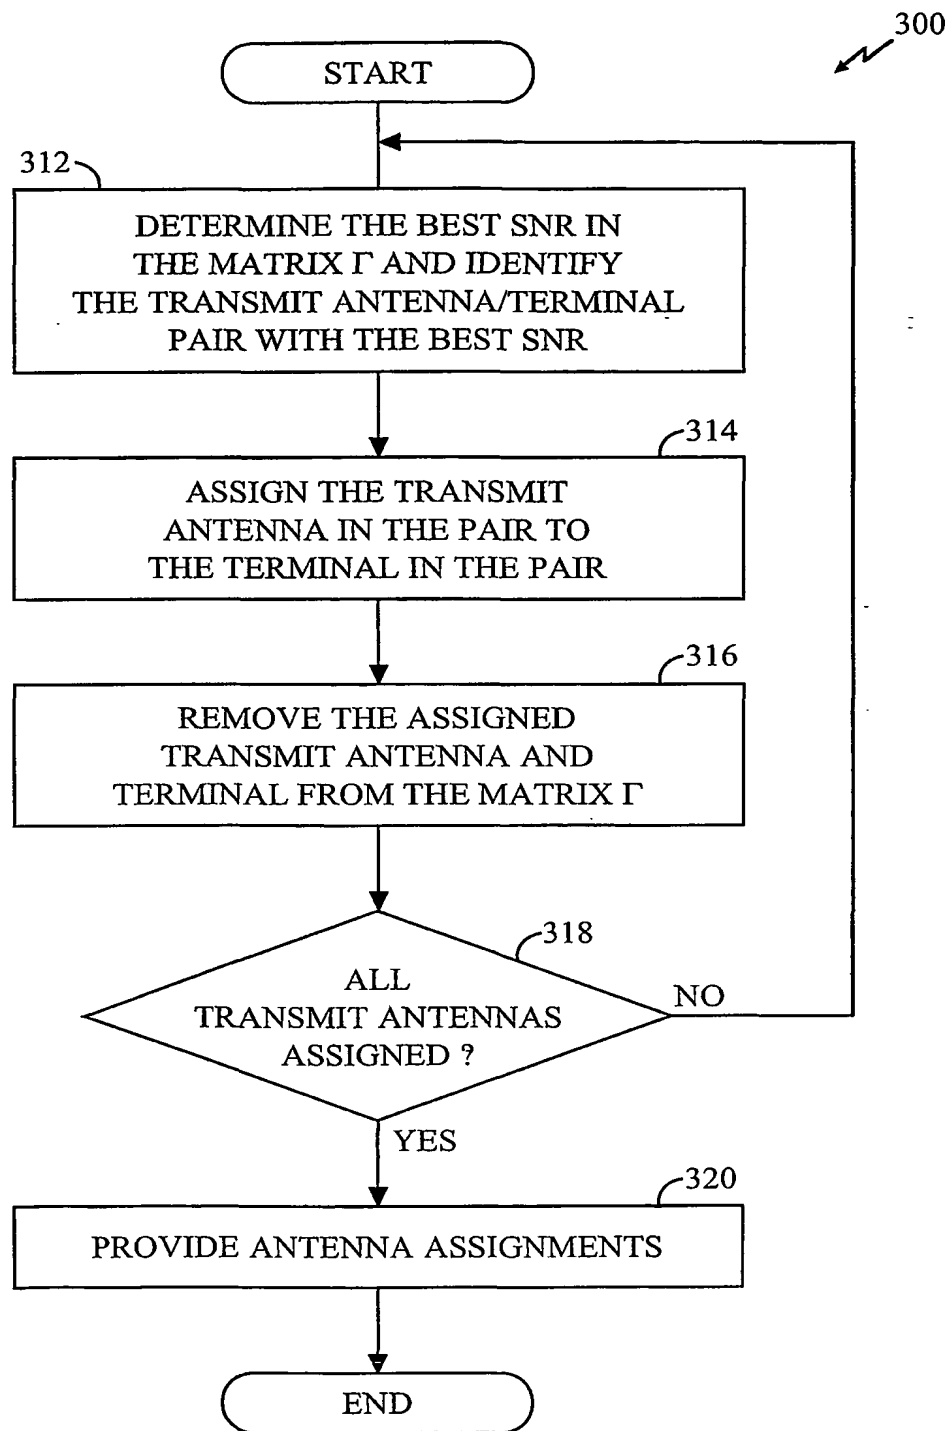 300
START
312
DETERMINE THE BEST SNR IN
THE MATRIX Γ AND IDENTIFY
THE TRANSMIT ANTENNA/TERMINAL
PAIR WITH THE BEST SNR
314
ASSIGN THE TRANSMIT
ANTENNA IN THE PAIR TO
THE TERMINAL IN THE PAIR
316
REMOVE THE ASSIGNED
TRANSMIT ANTENNA AND
TERMINAL FROM THE MATRIX Γ
318
ALL
TRANSMIT ANTENNAS
ASSIGNED ?
NO
YES
320
PROVIDE ANTENNA ASSIGNMENTS
END